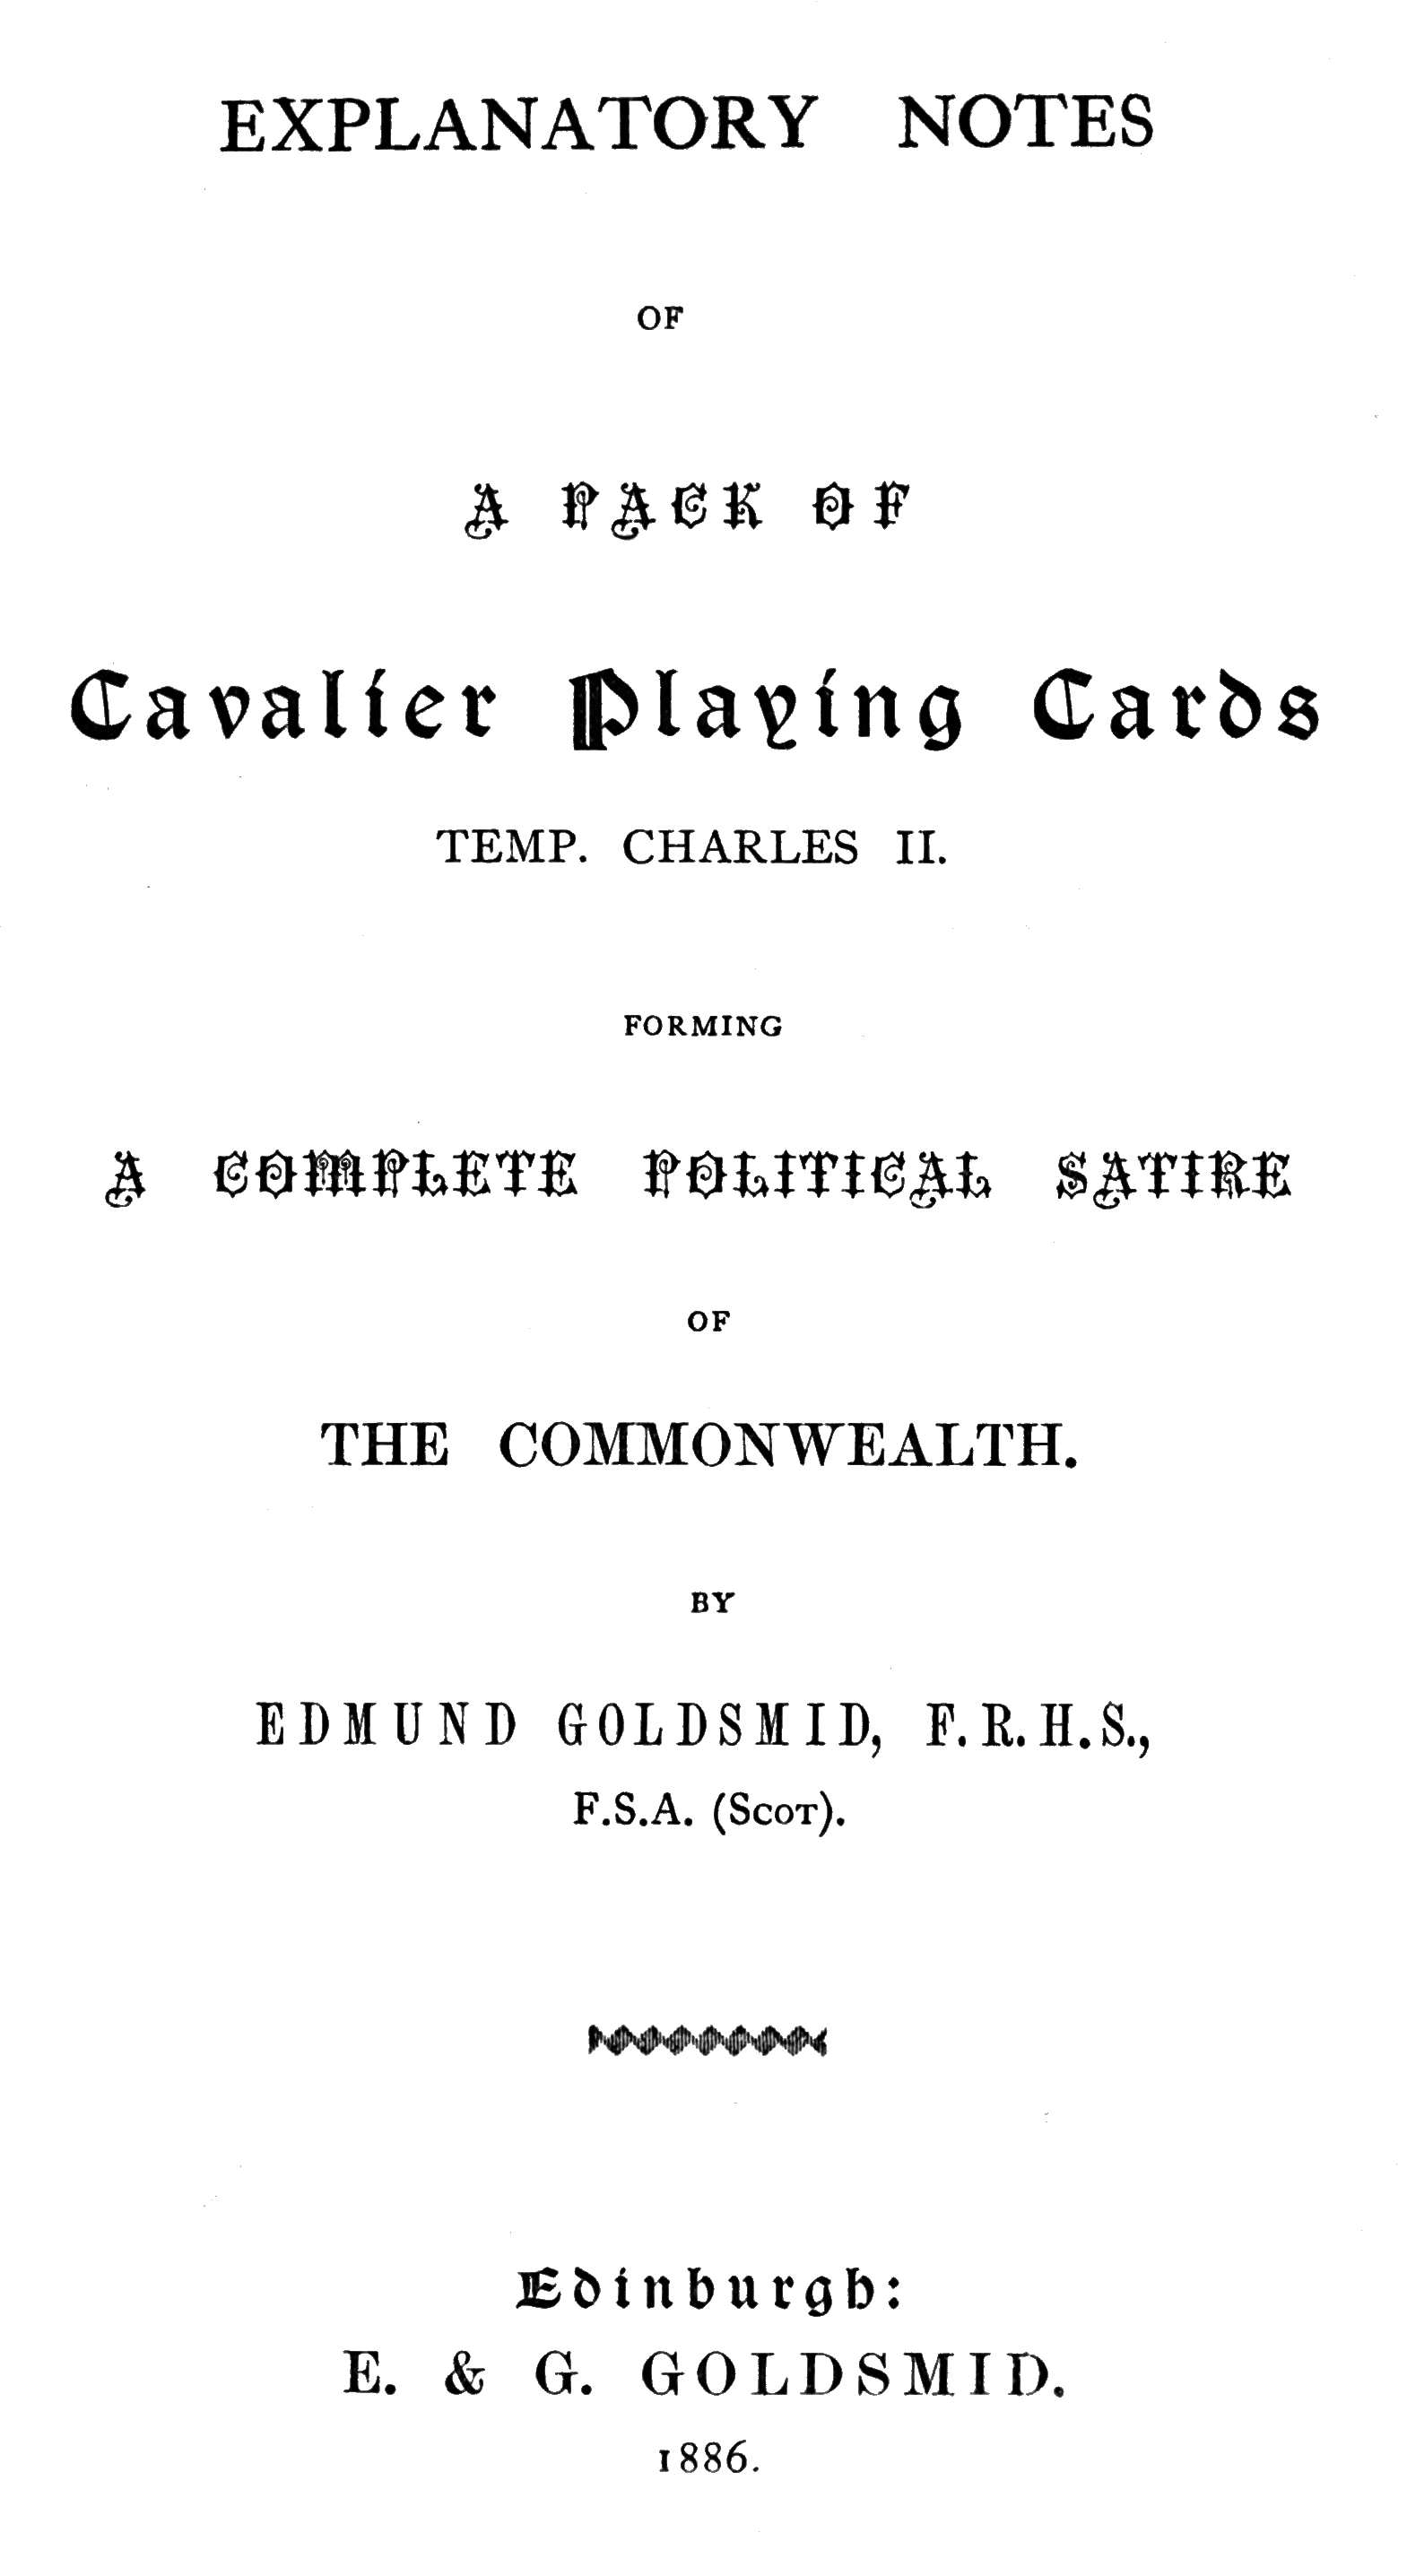 EXPLANATORY NOTES
OF
A PACK OF
Cavalier Playing Cards
TEMP. CHARLES II.
FORMING
A COMPLETE POLITICAL SATIRE
OF
THE COMMONWEALTH.
BY
EDMUND GOLDSMID, F.R.H.S.,
F.S.A. (SCOT).
Edinburgh:
E. & G. GOLDSMID.
1886.